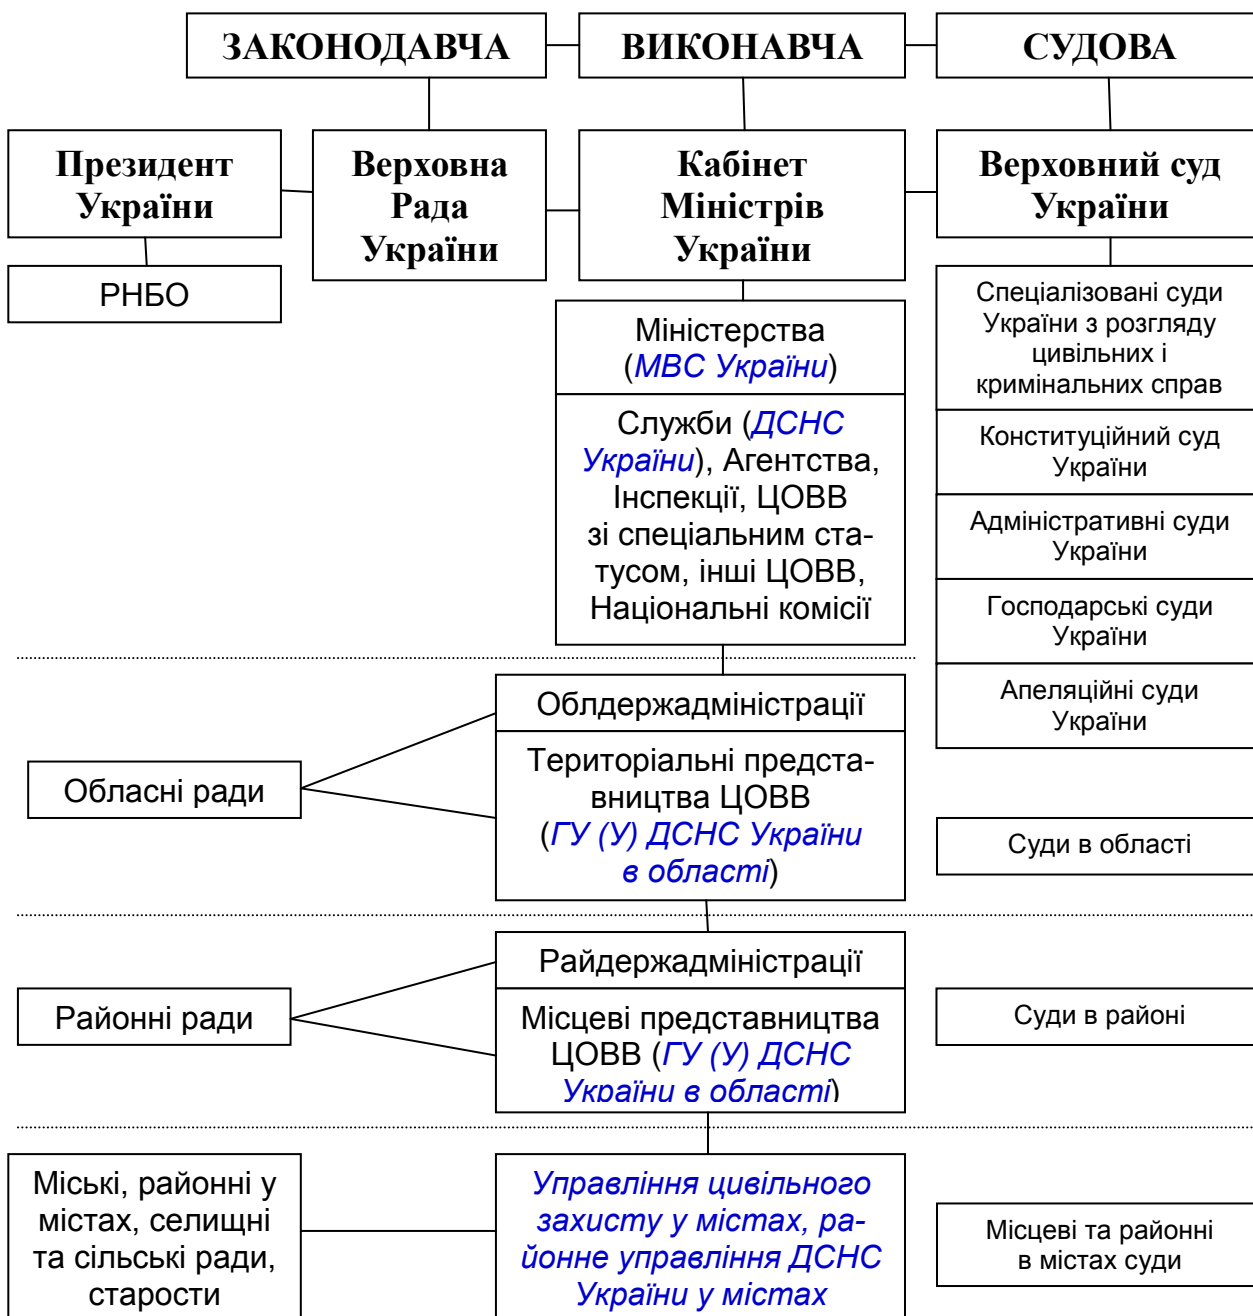 ЗАКОНОДАВЧА
ВИКОНАВЧА
СУДОВА
Президент
України
Верховна
Рада
України
Кабінет
Міністрів
України
Верховний суд
України
РНБО
Міністерства
(МВС України)
Служби (ДСНС
України), Агентства,
Інспекції, ЦОВВ
зі спеціальним ста-
тусом, інші ЦОВВ,
Національні комісії
Спеціалізовані суди
України з розгляду
цивільних і
кримінальних справ
Конституційний суд
України
Адміністративні суди
України
Господарські суди
України
Апеляційні суди
України
Обласні ради
Облдержадміністрації
Територіальні предста-
вництва ЦОВВ
(ГУ (У) ДСНС України
в області)
Суди в області
Районні ради
Райдержадміністрації
Місцеві представництва
ЦОВВ (ГУ (У) ДСНС
України в області)
Суди в районі
Міські, районні у
містах, селищні
та сільські ради,
старости
Управління цивільного
захисту у містах, ра-
йонне управління ДСНС
України у містах
Місцеві та районні
в містах суди